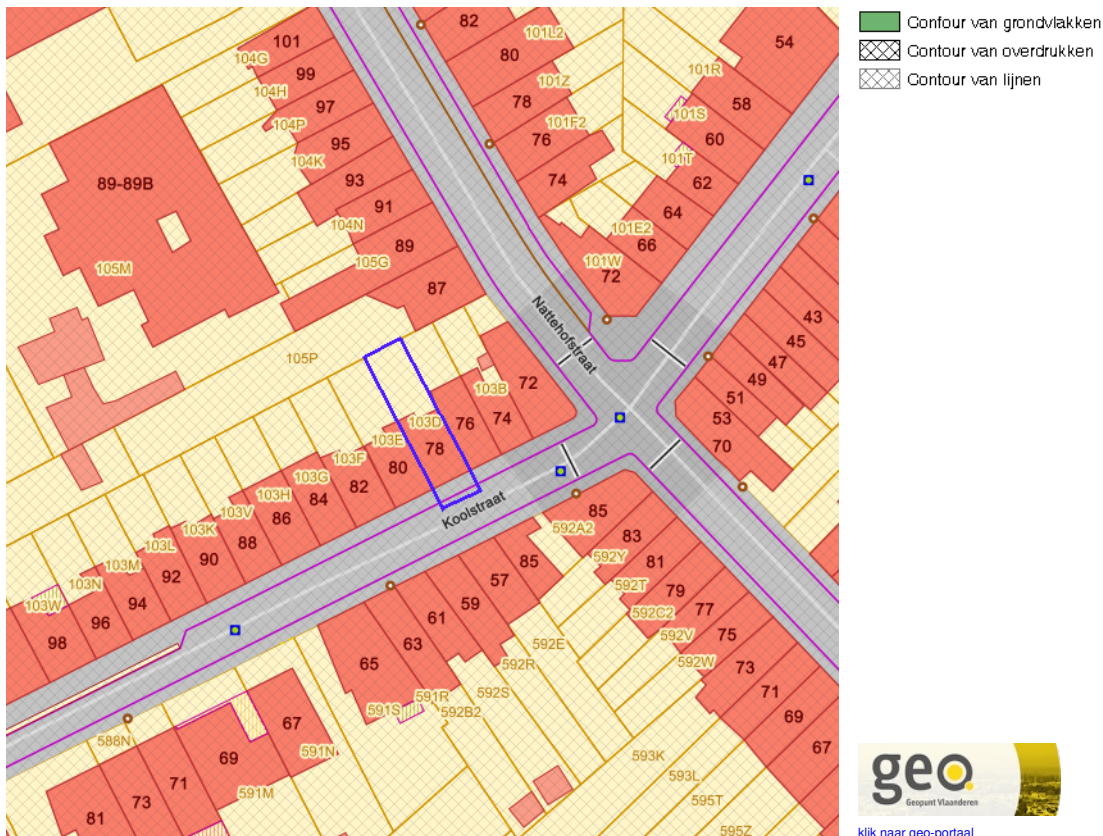 Contour van grondvlakken
Contour van overdrukken
Contour van lijnen
101
104G
99
104H
97
104P
95
104K
93
91
104N
89
105G
87
89-89B
105M
105P
82
101L2
80
101Z
78
101F2
76
74
54
101R
58
101S
60
101T
62
64
101E2
66
101W
72
Nattehofstraat
43
45
47
49
51
53
70
72
103B
74
76
103D
78
103E
80
103F
82
103G
84
103H
86
103V
88
103K
90
103L
92
103M
94
103N
96
103W
98
Koolstraat
85
592A2
83
592Y
81
592T
79
592C2
77
592V
75
592W
73
71
69
67
85
57
59
61
63
65
592E
592R
592S
592B2
591R
591S
67
591N
69
591M
71
73
81
588N
593K
593L
595T
595Z
geo
Geopunt Vlaanderen
klik naar geo-portaal